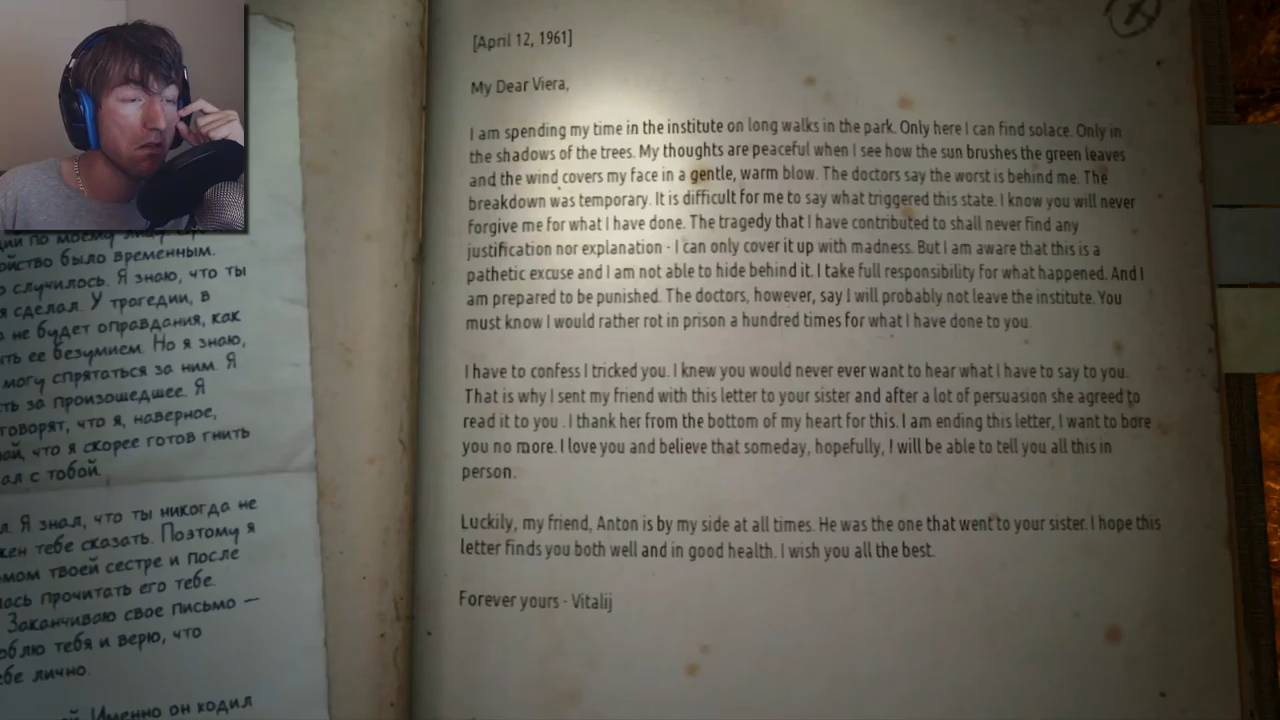 [April 12, 1961]
My Dear Viera,
I am spending my time in the institute on long walks in the park. Only here I can find solace. Only in
the shadows of the trees. My thoughts are peaceful when I see how the sun brushes the green leaves
and the wind covers my face in a gentle, warm blow. The doctors say the worst is behind me. The
breakdown was temporary. It is difficult for me to say what triggered this state. I know you will never
forgive me for what I have done. The tragedy that I have contributed to shall never find any
justification nor explanation - I can only cover it up with madness. But I am aware that this is a
pathetic excuse and I am not able to hide behind it. I take full responsibility for what happened. And I
am prepared to be punished. The doctors, however, say I will probably not leave the institute. You
must know I would rather rot in prison a hundred times for what I have done to you.
I have to confess I tricked you. I knew you would never ever want to hear what I have to say to you.
That is why I sent my friend with this letter to your sister and after a lot of persuasion she agreed to
read it to you . I thank her from the bottom of my heart for this. I am ending this letter, I want to bore
you no more. I love you and believe that someday, hopefully, I will be able to tell you all this in
person.
Luckily, my friend, Anton is by my side at all times. He was the one that went to your sister. I hope this
letter finds you both well and in good health. I wish you all the best.
Forever yours - Vitalij
по моему
было временным.
случилось. Я знаю, что ты
я сделал. У трагедии, в
не будет оправдания, как
ее безумием. Но я знаю,
могу спрятаться за ним. Я
за произошедшее. Я
говорят, что я, наверное,
что я скорее готов гнить
с тобой.
Я знал, что ты никогда не
тебе сказать. Поэтому я
твоей сестре и после
прочитать его тебе.
Заканчиваю свое письмо —
тебя и верю, что
лично.
Именно он ходил